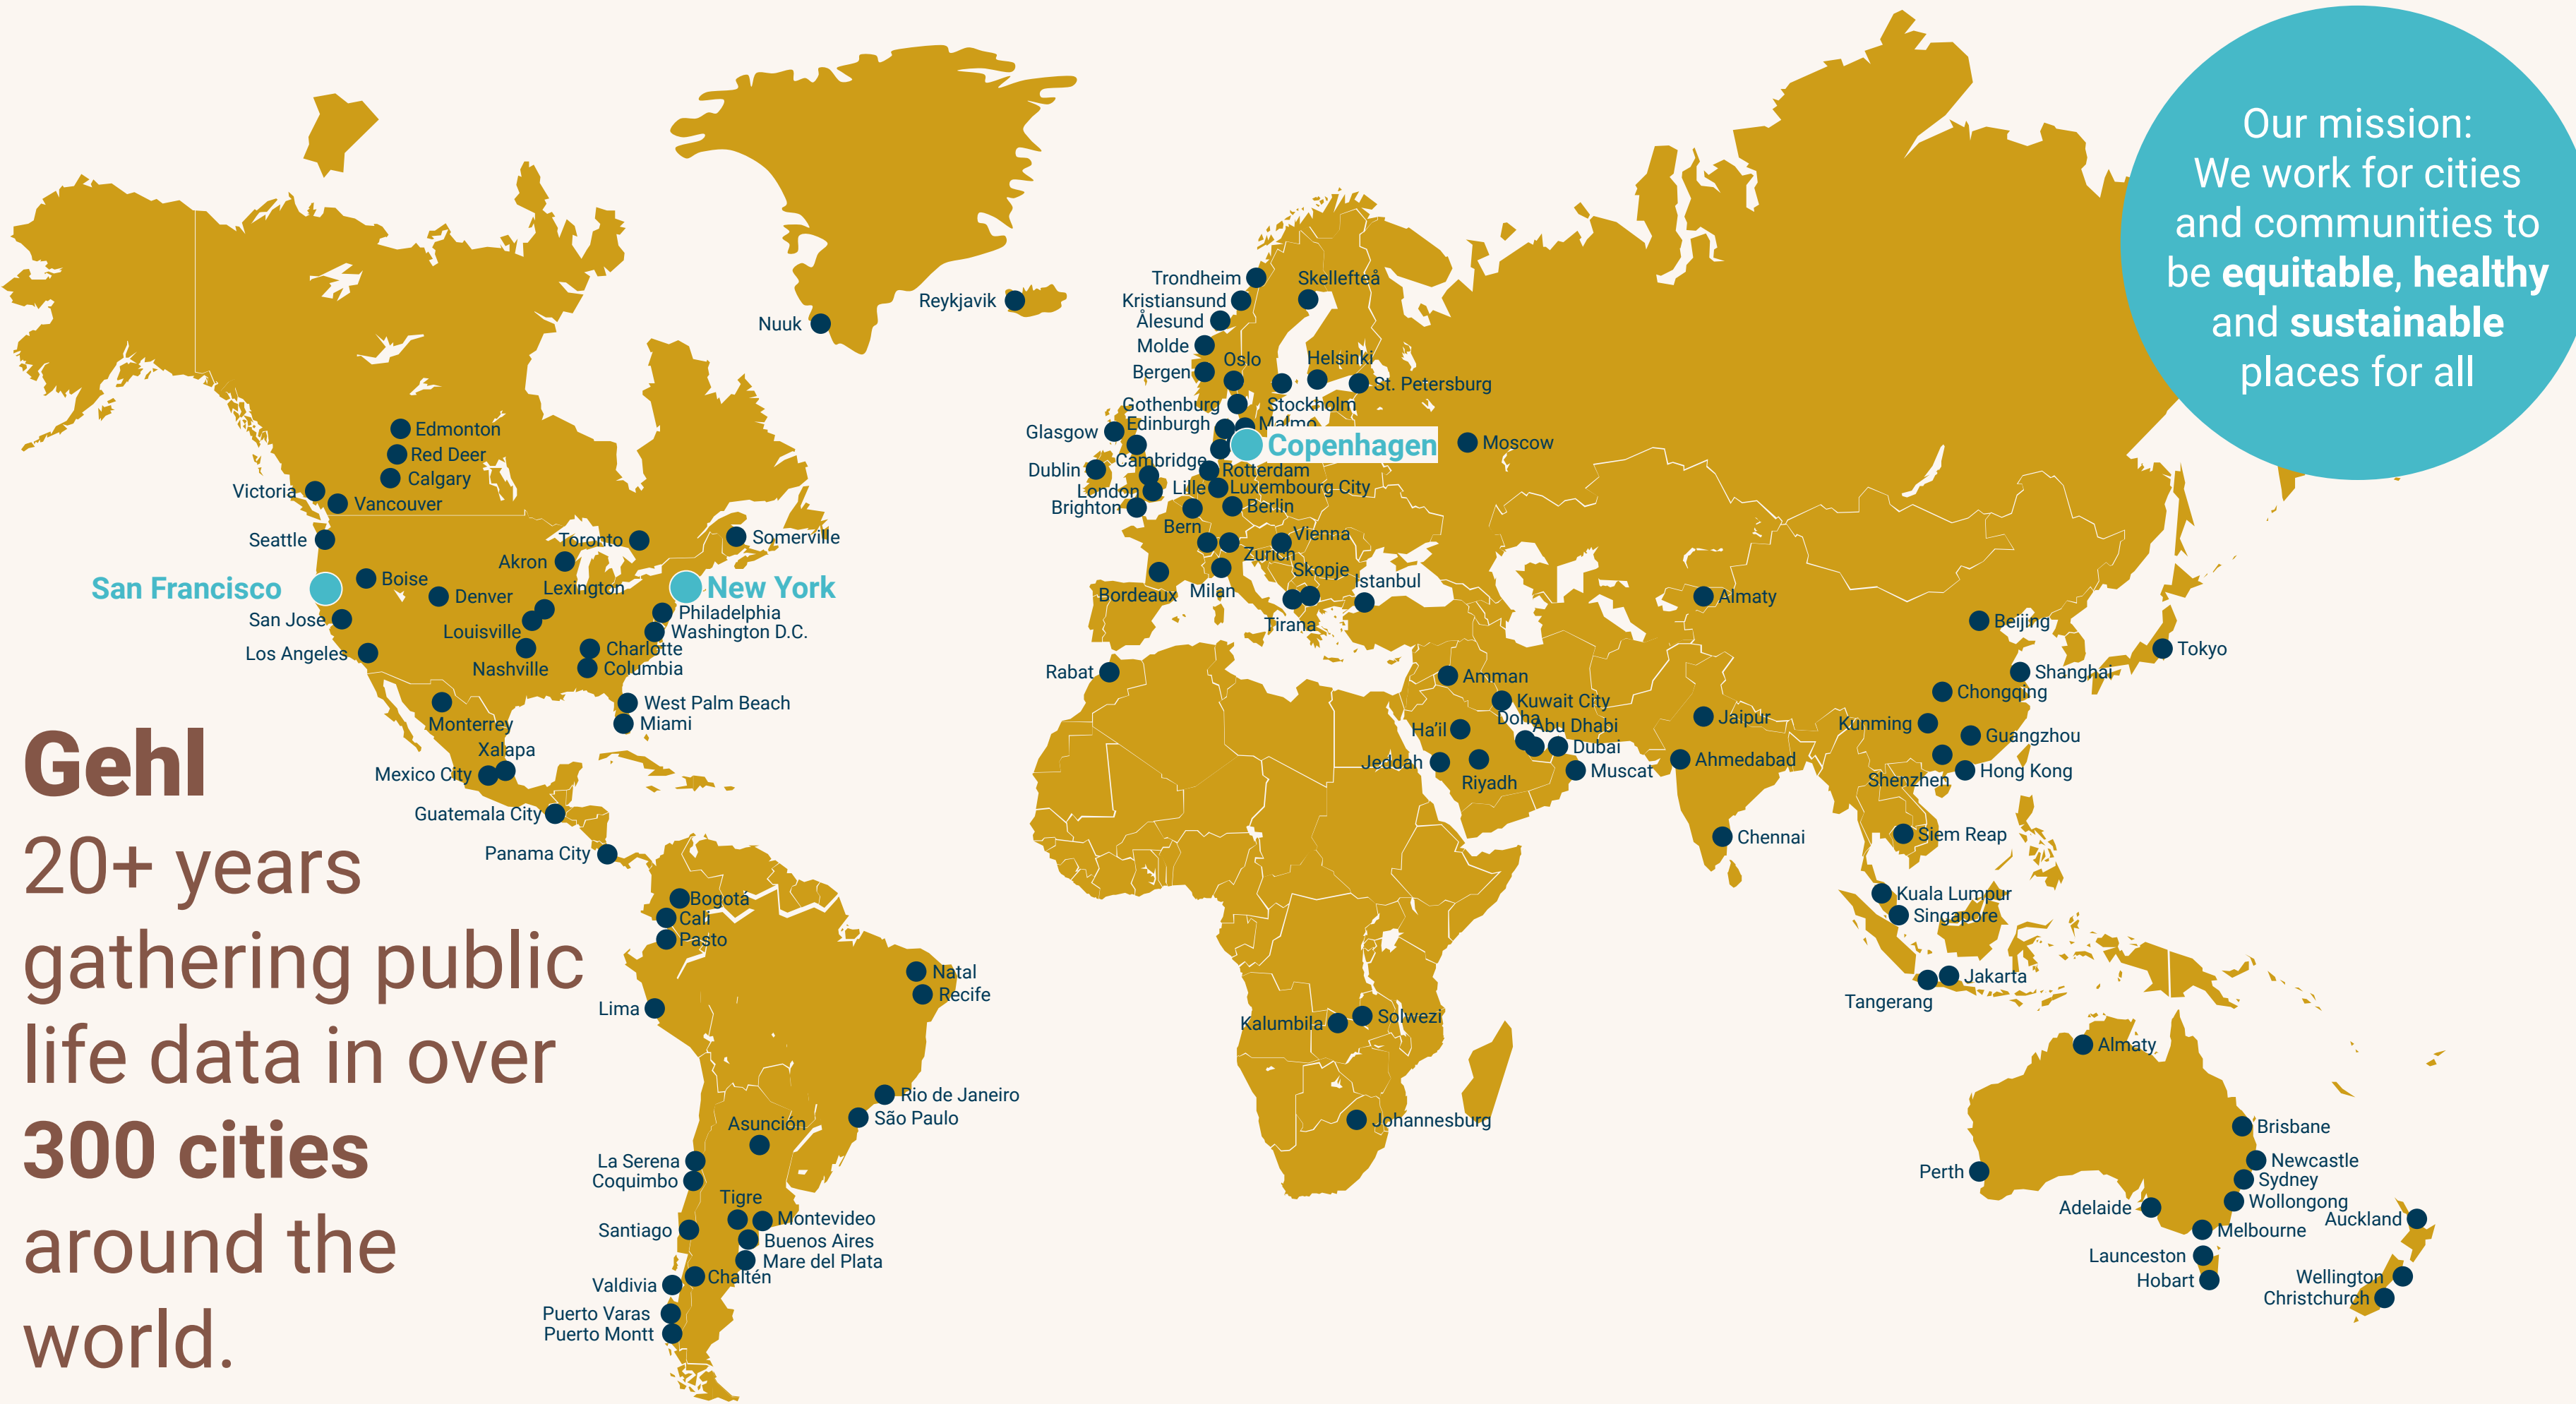 Our mission:
We work for cities
and communities to
be equitable, healthy
and sustainable
places for all
Gehl
20+ years
gathering public
life data in over
300 cities
around the
world.
Nuuk
Reykjavik
Edmonton
Red Deer
Calgary
Victoria
Vancouver
Seattle
Toronto
Somerville
Akron
San Francisco
Boise
Denver
Lexington
New York
San José
Louisville
Philadelphia
Washington D.C.
Los Angeles
Nashville
Charlotte
Columbia
Monterrey
West Palm Beach
Miami
Xalapa
Mexico City
Guatemala City
Panama City
Bogotá
Cali
Pasto
Natal
Recife
Lima
Rio de Janeiro
São Paulo
Asunción
La Serena
Coquimbo
Tigre
Santiago
Montevideo
Buenos Aires
Mare del Plata
Chaltén
Valdivia
Puerto Varas
Puerto Montt
Trondheim
Skellefteå
Kristiansund
Ålesund
Molde
Oslo
Helsinki
Bergen
St. Petersburg
Gothenburg
Stockholm
Glasgow
Edinburgh
Malmo
Copenhagen
Moscow
Dublin
Cambridge
Rotterdam
London
Lille
Luxembourg City
Brighton
Berlin
Bern
Vienna
Zurich
Skopje
Istanbul
Bordeaux
Milan
Tirana
Rabat
Amman
Kuwait City
Doha
Abu Dhabi
Ha'il
Dubai
Jeddah
Riyadh
Muscat
Kalumbila
Solwezi
Johannesburg
Almaty
Beijing
Tokyo
Shanghai
Chongqing
Jaipur
Kunming
Guangzhou
Ahmedabad
Shenzhen
Hong Kong
Chennai
Siem Reap
Kuala Lumpur
Singapore
Jakarta
Tangerang
Almaty
Brisbane
Perth
Newcastle
Sydney
Adelaide
Wollongong
Auckland
Melbourne
Launceston
Hobart
Wellington
Christchurch